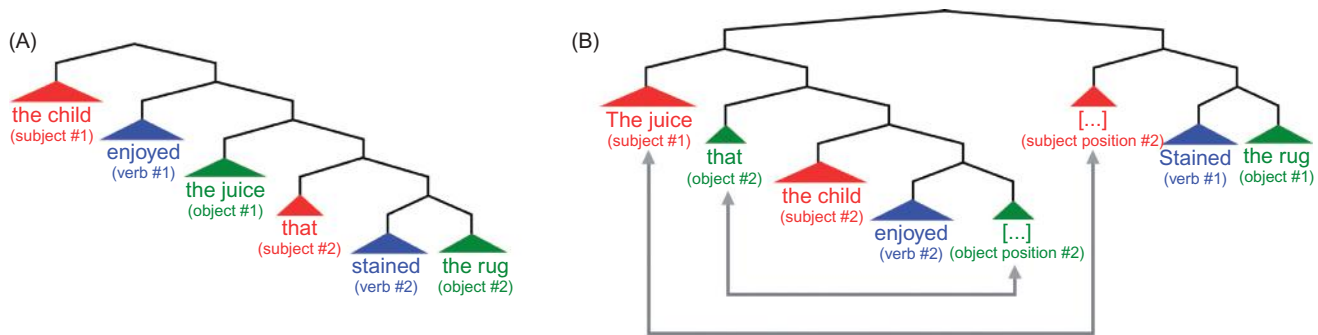 (A)
the child
(subject #1)
enjoyed
(verb #1)
the juice
(object #1)
that
(subject #2)
stained
(verb #2)
the rug
(object #2)
(B)
The juice
(subject #1)
that
(object #2)
the child
(subject #2)
enjoyed
(verb #2)
[...]
(object position #2)
[...]
(subject position #2)
Stained
(verb #1)
the rug
(object #1)